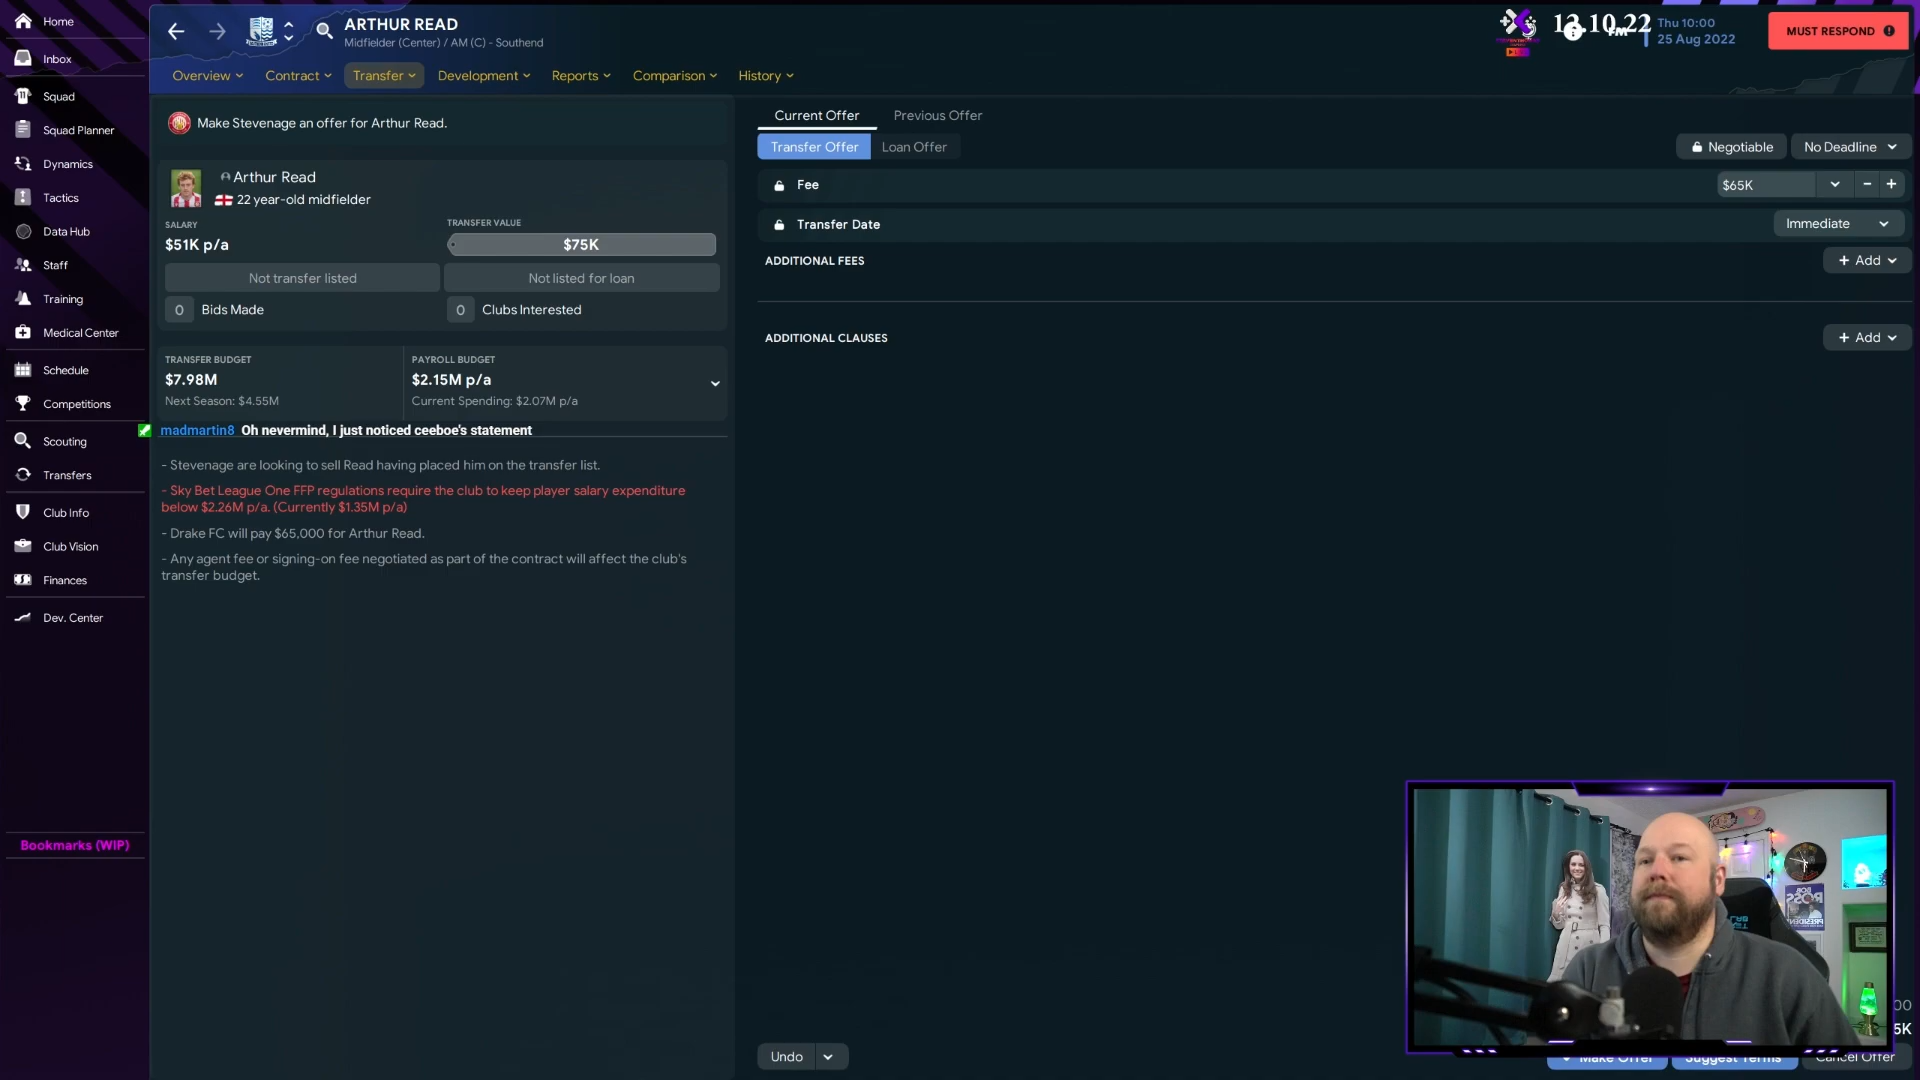 Home
Inbox
Squad
Squad Planner
Dynamics
Tactics
Data Hub
Staff
Training
Medical Center
Schedule
Competitions
Scouting
Transfers
Club Info
Club Vision
Finances
Dev. Center
Bookmarks (WIP)
ARTHUR READ
Midfielder (Center) / AM (C) - Southend
Thu 10:00
25 Aug 2022
MUST RESPOND
Overview
Contract
Transfer
Development
Reports
Comparison
History
Make Stevenage an offer for Arthur Read.
Arthur Read
22 year-old midfielder
SALARY
$51K p/a
TRANSFER VALUE
$75K
Not transfer listed
Not listed for loan
0 Bids Made
0 Clubs Interested
TRANSFER BUDGET
$7.98M
Next Season: $4.55M
PAYROLL BUDGET
$2.15M p/a
Current Spending: $2.07M p/a
madmartin8 Oh nevermind, I just noticed ceeboe's statement
- Stevenage are looking to sell Read having placed him on the transfer list.
- Sky Bet League One FFP regulations require the club to keep player salary expenditure
below $2.26M p/a. (Currently $1.35M p/a)
- Drake FC will pay $65,000 for Arthur Read.
- Any agent fee or signing-on fee negotiated as part of the contract will affect the club's
transfer budget.
Current Offer
Previous Offer
Transfer Offer
Loan Offer
Negotiable
No Deadline
Fee
$65K
Transfer Date
Immediate
ADDITIONAL FEES
+ Add
ADDITIONAL CLAUSES
+ Add
Undo
Make Offer
Suggest Terms
Cancel Offer